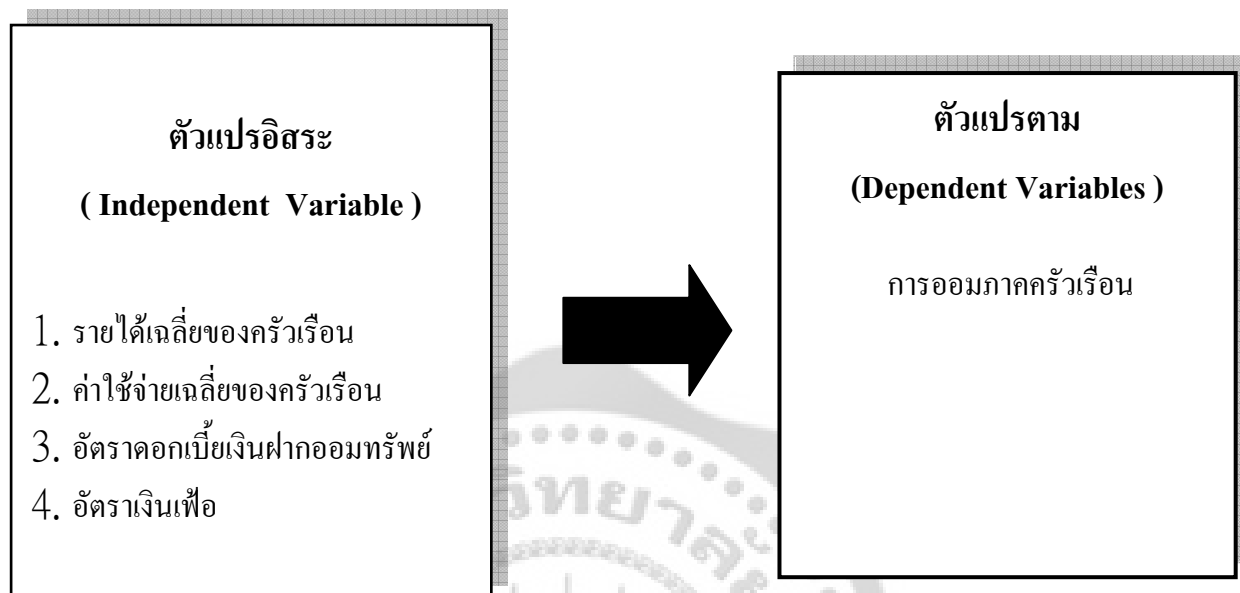 ตัวแปรอิสระ
( Independent Variable )
1. รายได้เฉลี่ยของครัวเรือน
2. ค่าใช้จ่ายเฉลี่ยของครัวเรือน
3. อัตราดอกเบี้ยเงินฝากออมทรัพย์
4. อัตราเงินเฟ้อ
ตัวแปรตาม
(Dependent Variables )
การออมภาคครัวเรือน